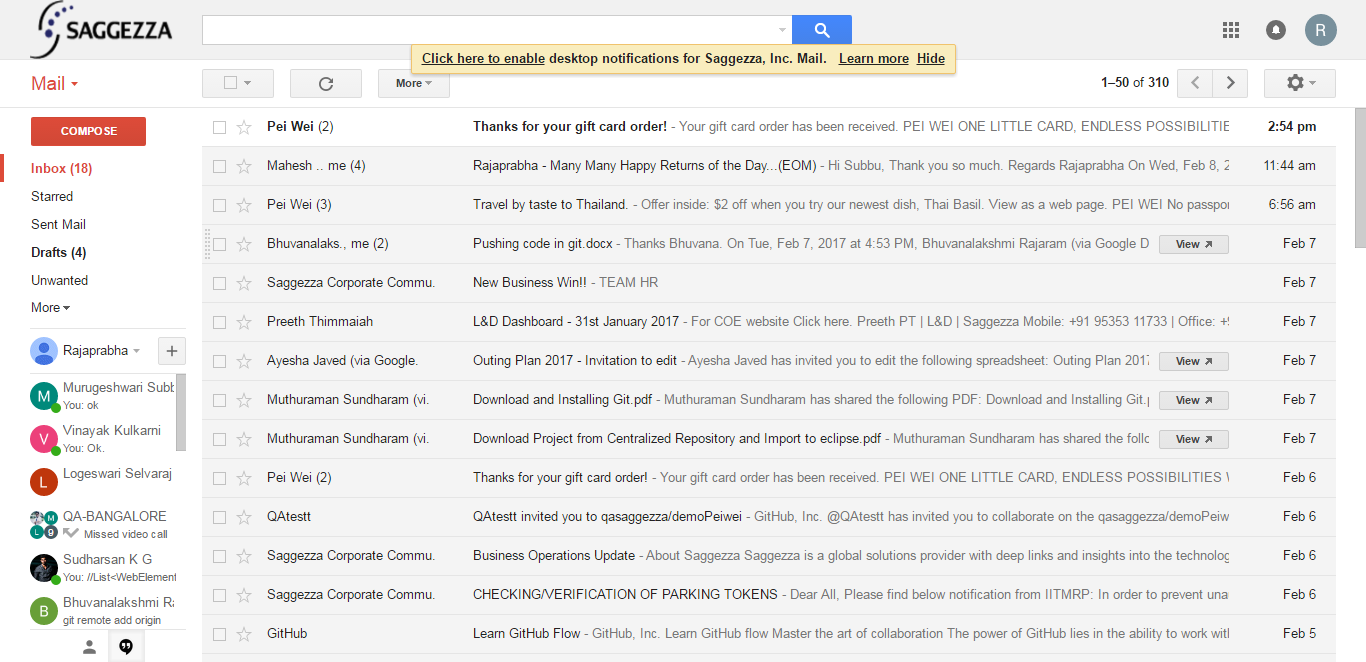 SAGGEZZA
R
Click here to enable desktop notifications for Saggezza, Inc. Mail. Learn more Hide
Mail
More
1–50 of 310
COMPOSE
Inbox (18)
Starred
Sent Mail
Drafts (4)
Unwanted
More
Rajaprabha
+
M
Murugeshwari Subb
You: ok
V
Vinayak Kulkarni
You: Ok.
L
Logeswari Selvaraj
M
L
9
QA-BANGALORE
Missed video call
Sudharsan K G
You: //List<WebElement
B
Bhuvanalakshmi Ra
git remote add origin
Pei Wei (2) Thanks for your gift card order! - Your gift card order has been received. PEI WEI ONE LITTLE CARD, ENDLESS POSSIBILITIE 2:54 pm
Mahesh .. me (4) Rajaprabha - Many Many Happy Returns of the Day...(EOM) - Hi Subbu, Thank you so much. Regards Rajaprabha On Wed, Feb 8, 2 11:44 am
Pei Wei (3) Travel by taste to Thailand. - Offer inside: $2 off when you try our newest dish, Thai Basil. View as a web page. PEI WEI No passpor 6:56 am
Bhuvanalaks., me (2) Pushing code in git.docx - Thanks Bhuvana. On Tue, Feb 7, 2017 at 4:53 PM, Bhuvanalakshmi Rajaram (via Google D View Feb 7
Saggezza Corporate Commu. New Business Win!! - TEAM HR Feb 7
Preeth Thimmaiah L&D Dashboard - 31st January 2017 - For COE website Click here. Preeth PT | L&D | Saggezza Mobile: +91 95353 11733 | Office: +9 Feb 7
Ayesha Javed (via Google. Outing Plan 2017 - Invitation to edit - Ayesha Javed has invited you to edit the following spreadsheet: Outing Plan 2017 View Feb 7
Muthuraman Sundharam (vi. Download and Installing Git.pdf - Muthuraman Sundharam has shared the following PDF: Download and Installing Git.p View Feb 7
Muthuraman Sundharam (vi. Download Project from Centralized Repository and Import to eclipse.pdf - Muthuraman Sundharam has shared the follo View Feb 7
Pei Wei (2) Thanks for your gift card order! - Your gift card order has been received. PEI WEI ONE LITTLE CARD, ENDLESS POSSIBILITIES W Feb 6
QAtestt QAtestt invited you to qasaggezza/demoPeiwei - GitHub, Inc. @QAtestt has invited you to collaborate on the qasaggezza/demoPeiw Feb 6
Saggezza Corporate Commu. Business Operations Update - About Saggezza Saggezza is a global solutions provider with deep links and insights into the technolog Feb 6
Saggezza Corporate Commu. CHECKING/VERIFICATION OF PARKING TOKENS - Dear All, Please find below notification from IITMRP: In order to prevent una Feb 6
GitHub Learn GitHub Flow - GitHub, Inc. Learn GitHub flow Master the art of collaboration The power of GitHub lies in the ability to work wit Feb 5